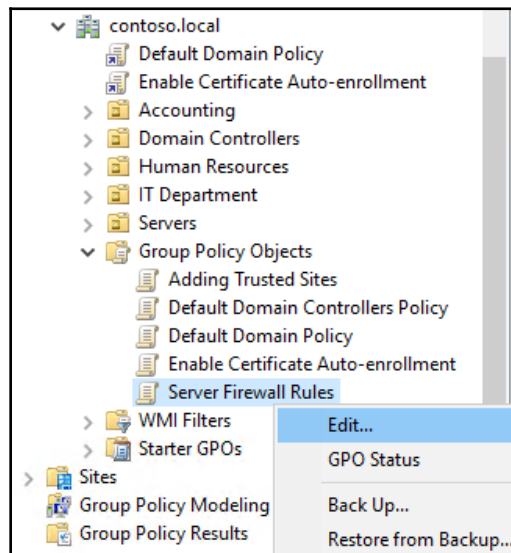 contoso.local
Default Domain Policy
Enable Certificate Auto-enrollment
Accounting
Domain Controllers
Human Resources
IT Department
Servers
Group Policy Objects
Adding Trusted Sites
Default Domain Controllers Policy
Default Domain Policy
Enable Certificate Auto-enrollment
Server Firewall Rules
WMI Filters
Edit...
Starter GPOs
GPO Status
Sites
Group Policy Modeling
Back Up...
Group Policy Results
Restore from Backup...